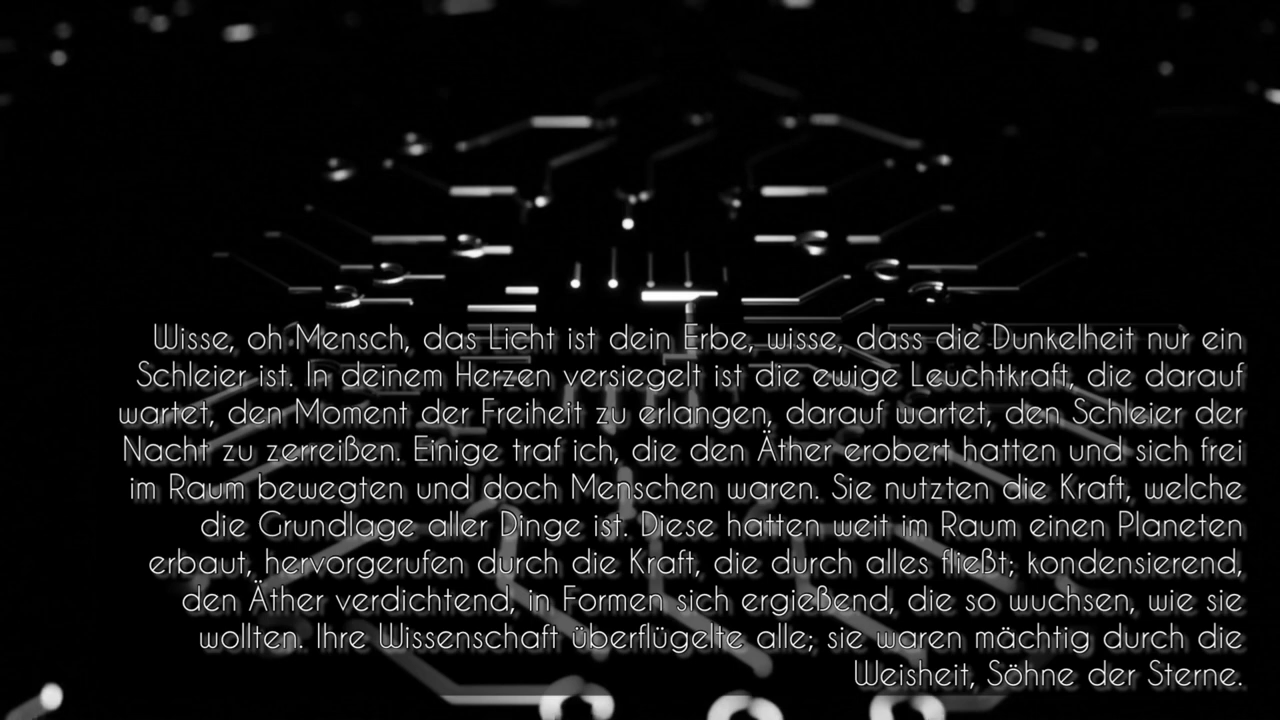 Wisse, oh Mensch, das Licht ist dein Erbe, wisse, dass die Dunkelheit nur ein
Schleier ist. In deinem Herzen versiegelt ist die ewige Leuchtkraft, die darauf
wartet, den Moment der Freiheit zu erlangen, darauf wartet, den Schleier der
Nacht zu zerreißen. Einige traf ich, die den Äther erobert hatten und sich frei
im Raum bewegten und doch Menschen waren. Sie nutzten die Kraft, welche
die Grundlage aller Dinge ist. Diese hatten weit im Raum einen Planeten
erbaut, hervorgerufen durch die Kraft, die durch alles fließt; kondensierend,
den Äther verdichtend, in Formen sich ergießend, die so wuchsen, wie sie
wollten. Ihre Wissenschaft überflügelte alle; sie waren mächtig durch die
Weisheit, Söhne der Sterne.